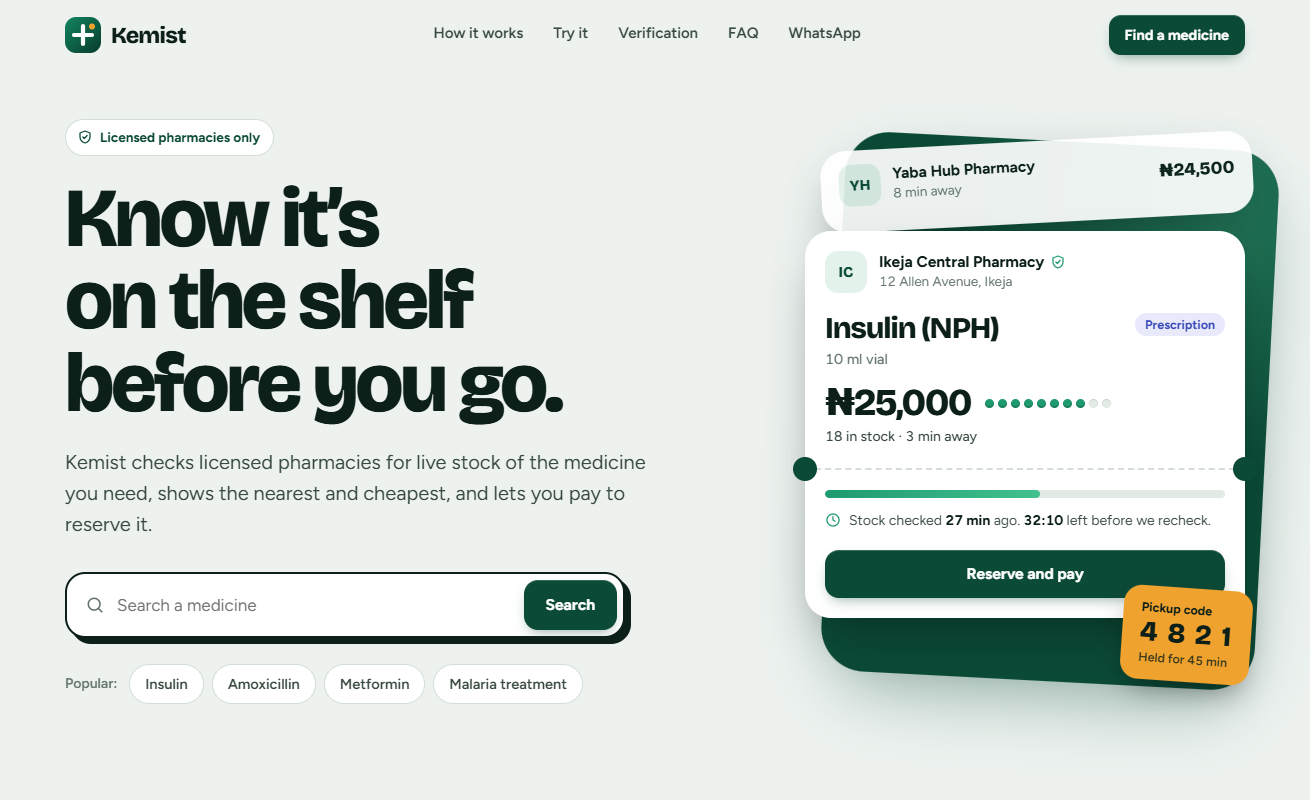 Kemist
How it works
Try it
Verification
FAQ
WhatsApp
Find a medicine
Licensed pharmacies only
Know it’s
on the shelf
before you go.
Kemist checks licensed pharmacies for live stock of the medicine
you need, shows the nearest and cheapest, and lets you pay to
reserve it.
Search a medicine
Search
Popular:
Insulin
Amoxicillin
Metformin
Malaria treatment
YH
Yaba Hub Pharmacy
8 min away
₦24,500
IC
Ikeja Central Pharmacy
12 Allen Avenue, Ikeja
Insulin (NPH)
Prescription
10 ml vial
₦25,000
18 in stock · 3 min away
Stock checked 27 min ago. 32:10 left before we recheck.
Reserve and pay
Pickup code
4 8 2 1
Held for 45 min